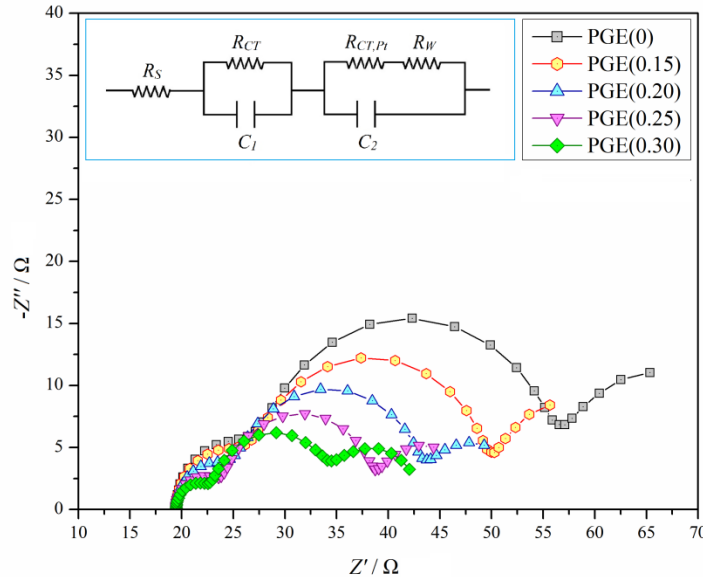 40
35
30
25
20
15
10
5
0
-10
-Z'' / Ω
R_S
R_CT
C_1
R_CT,Pt
R_W
C_2
PGE(0)
PGE(0.15)
PGE(0.20)
PGE(0.25)
PGE(0.30)
15 20 25 30 35 40 45 50 55 60 65 70
Z' / Ω